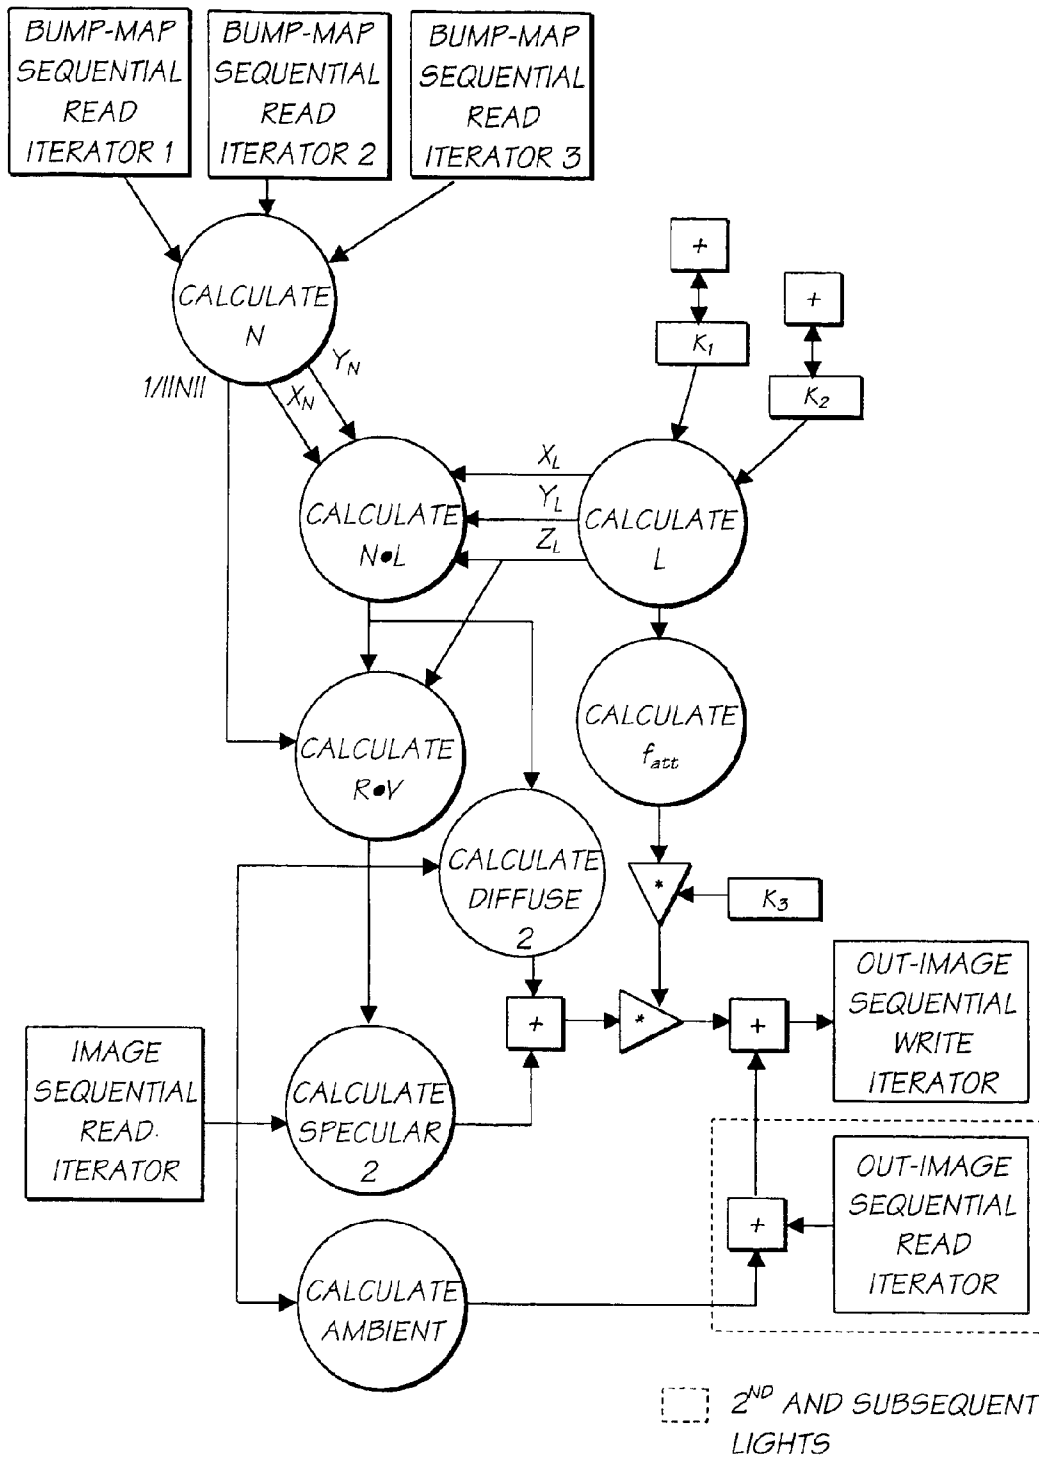 BUMP-MAP
SEQUENTIAL
READ
ITERATOR 1
BUMP-MAP
SEQUENTIAL
READ
ITERATOR 2
BUMP-MAP
SEQUENTIAL
READ
ITERATOR 3
+
+
CALCULATE
N
K1
K2
1/||N||
XN
YN
CALCULATE
N•L
XL
YL
ZL
CALCULATE
L
CALCULATE
R•V
CALCULATE
fatt
CALCULATE
DIFFUSE
2
*
K3
+
*
+
OUT-IMAGE
SEQUENTIAL
WRITE
ITERATOR
IMAGE
SEQUENTIAL
READ.
ITERATOR
CALCULATE
SPECULAR
2
+
OUT-IMAGE
SEQUENTIAL
READ
ITERATOR
CALCULATE
AMBIENT
2ND AND SUBSEQUENT
LIGHTS